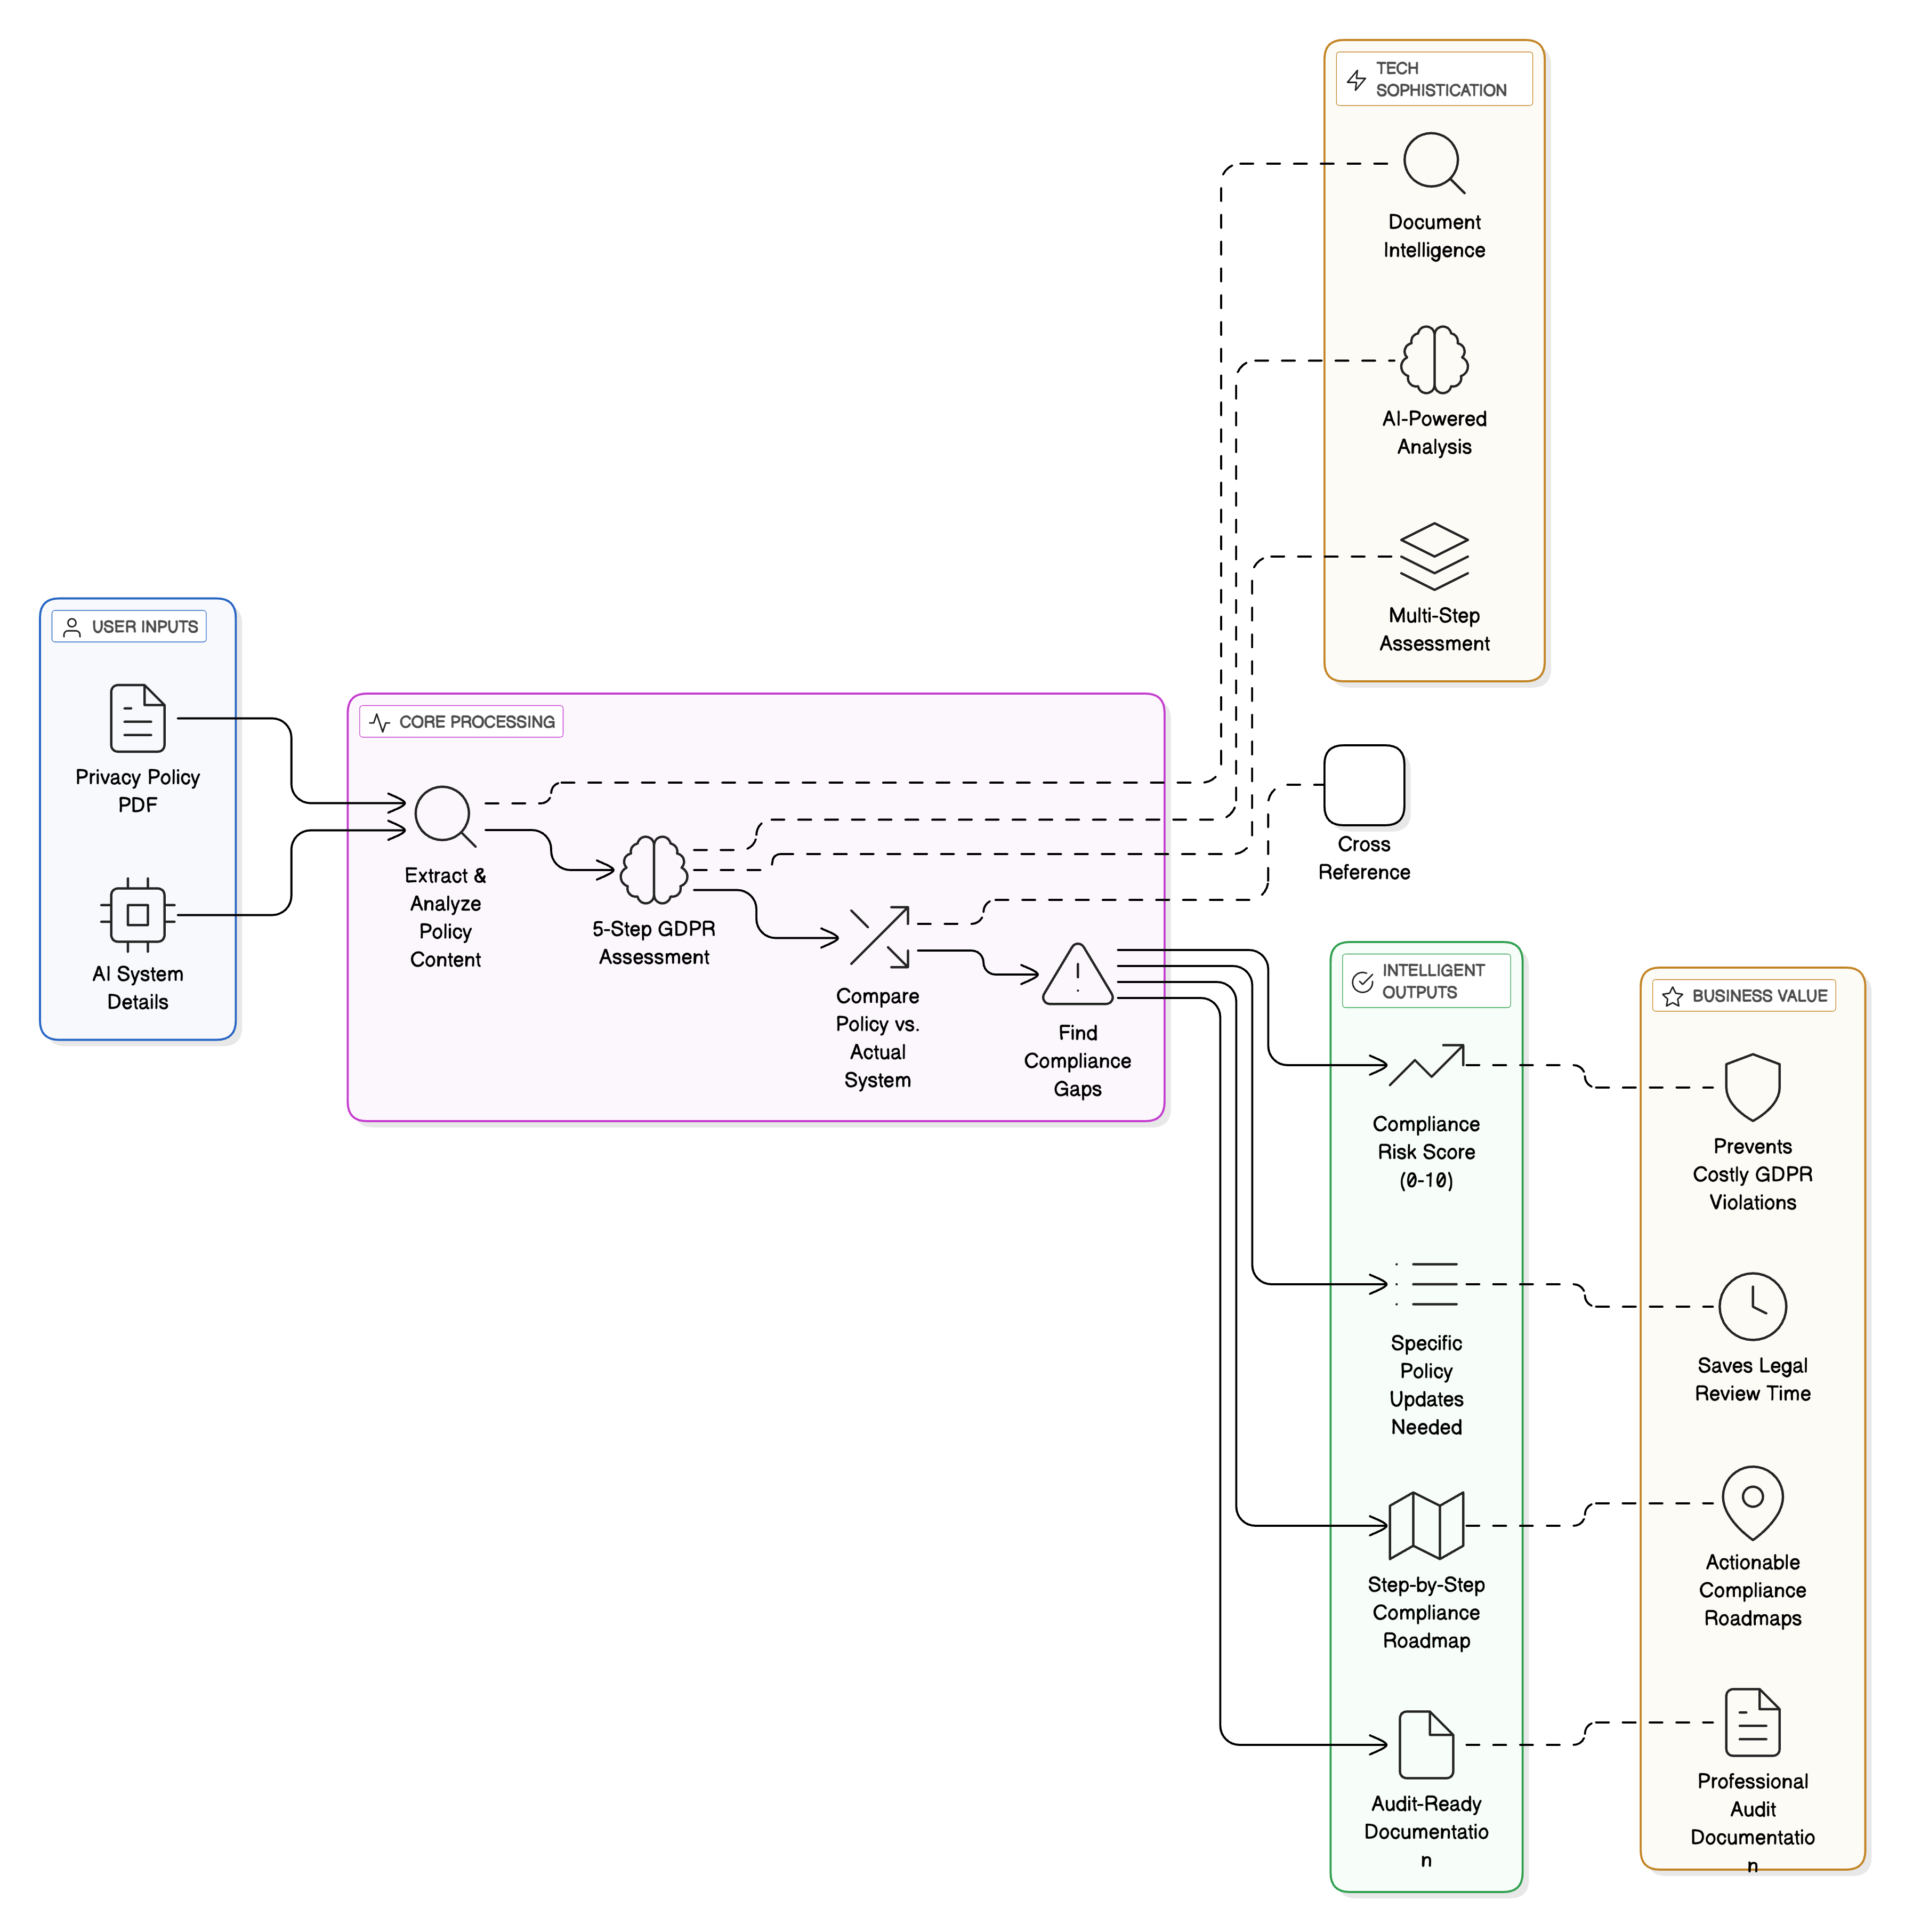 TECH
SOPHISTICATION
Document
Intelligence
AI-Powered
Analysis
Multi-Step
Assessment
USER INPUTS
Privacy Policy
PDF
AI System
Details
CORE PROCESSING
Extract &
Analyze
Policy
Content
5-Step GDPR
Assessment
Compare
Policy vs.
Actual
System
Find
Compliance
Gaps
Cross
Reference
INTELLIGENT
OUTPUTS
Compliance
Risk Score
(0-10)
Specific
Policy
Updates
Needed
Step-by-Step
Compliance
Roadmap
Audit-Ready
Documentatio
n
BUSINESS VALUE
Prevents
Costly GDPR
Violations
Saves Legal
Review Time
Actionable
Compliance
Roadmaps
Professional
Audit
Documentatio
n